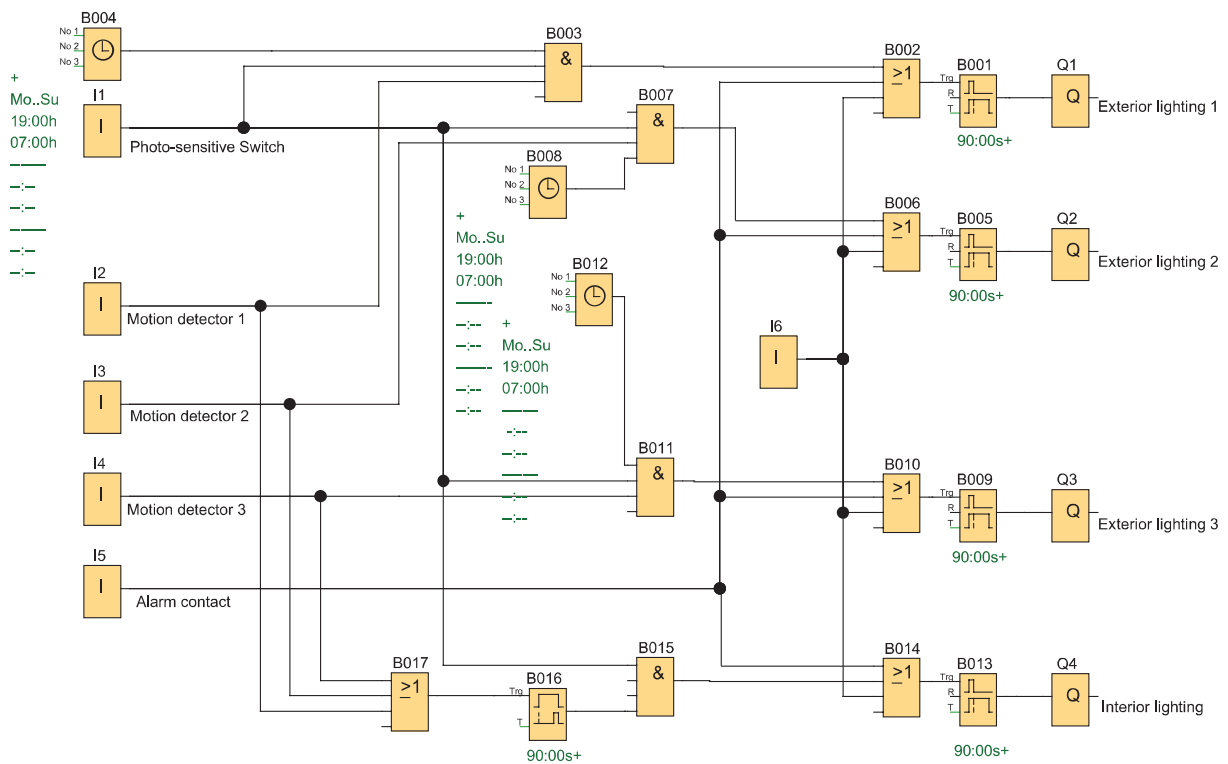 B004
No 1
No 2
No 3
+
Mo..Su
19:00h
07:00h
--:--
--:--
--:--
--:--
I1
I
Photo-sensitive Switch
B003
&
B007
&
B008
No 1
No 2
No 3
+
Mo..Su
19:00h
07:00h
--:--
--:--
--:--
--:--
B012
No 1
No 2
No 3
+
Mo..Su
19:00h
07:00h
--:--
--:--
--:--
--:--
B002
>1
B001
Trg
R
T
90:00s+
Q1
Q
Exterior lighting 1
B006
>1
B005
Trg
R
T
90:00s+
Q2
Q
Exterior lighting 2
I2
I
Motion detector 1
I6
I
I3
I
Motion detector 2
I4
I
Motion detector 3
B011
&
B010
>1
B009
Trg
R
T
90:00s+
Q3
Q
Exterior lighting 3
I5
I
Alarm contact
B017
>1
B016
Trg
T
90:00s+
B015
&
B014
>1
B013
Trg
R
T
90:00s+
Q4
Q
Interior lighting